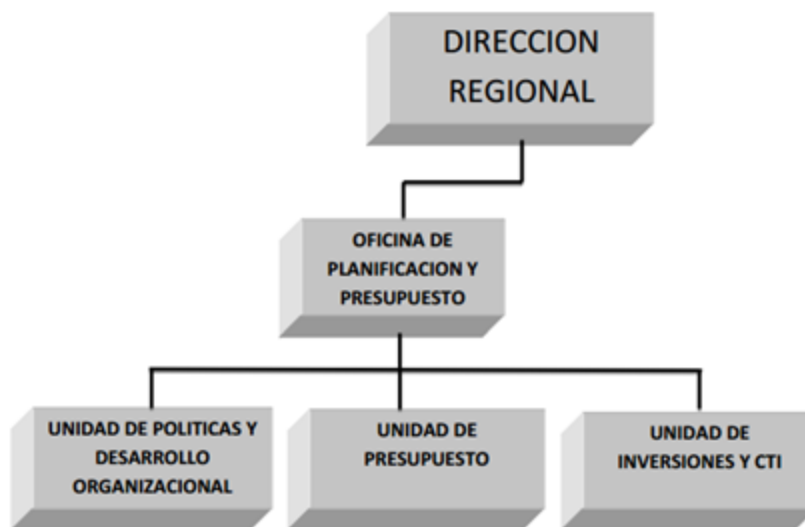 DIRECCION
REGIONAL
OFICINA DE
PLANIFICACION Y
PRESUPUESTO
UNIDAD DE POLITICAS Y
DESARROLLO
ORGANIZACIONAL
UNIDAD DE
PRESUPUESTO
UNIDAD DE
INVERSIONES Y CTI